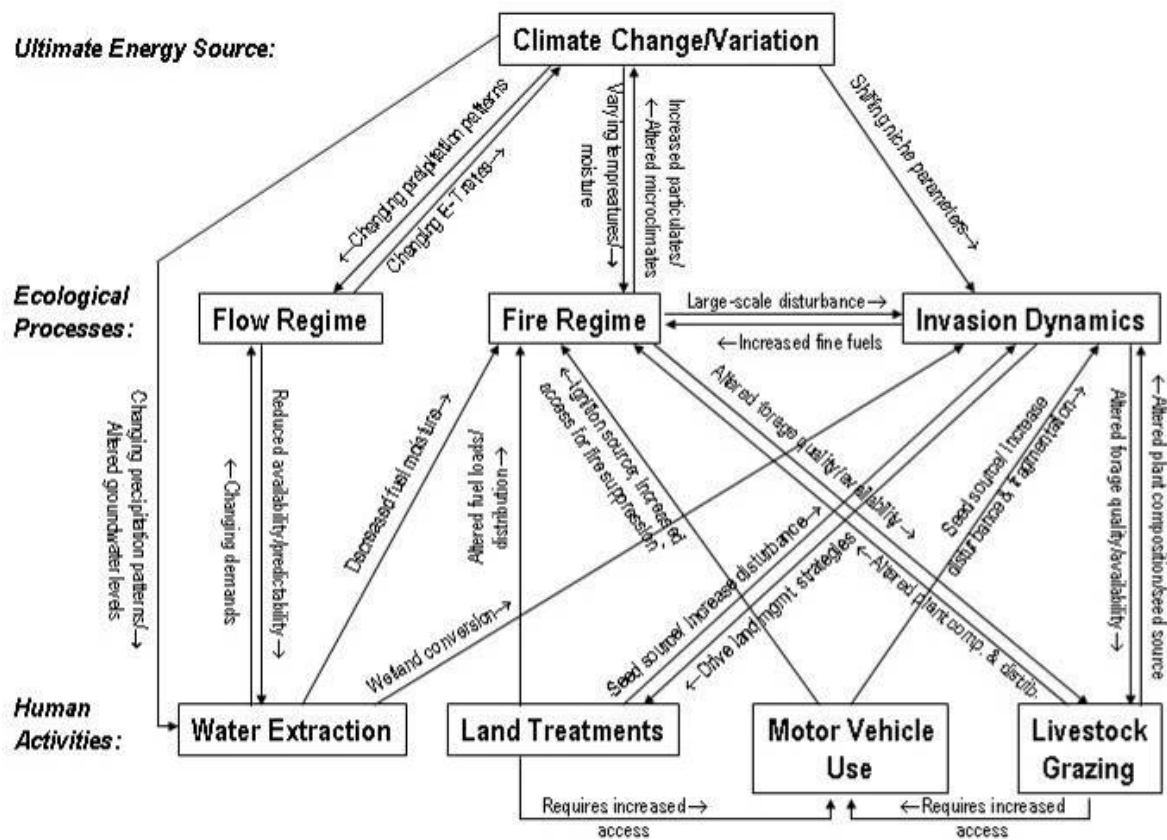 Ultimate Energy Source:
Climate Change/Variation
←Changing precipitation patterns
Changing E-T rates→
Varying tempreatures/→
moisture
Increased particulates/
←Altered microclimates
Shifting niche parameters→
Ecological
Processes:
Flow Regime
Fire Regime
Large-scale disturbance→
←Increased fine fuels
Invasion Dynamics
Changing precipitation patterns/→
Altered groundwater levels
←Changing demands
Reduced availability/predictability→
Decreased fuel moisture→
Wetland conversion→
Altered fuel loads/
distribution→
←Ignition source, Increased
access for fire suppression-
Altered forage quality/availability→
←Altered plant comp. & distrib.
Seed source/ Increase disturbance→
←Drive land mgmt. strategies
Seed source/ Increase
disturbance & fragmentation→
Altered forage quality/availability→
←Altered plant composition/seed source
Human
Activities:
Water Extraction
Land Treatments
Motor Vehicle
Use
Livestock
Grazing
Requires increased→
access
←Requires increased
access